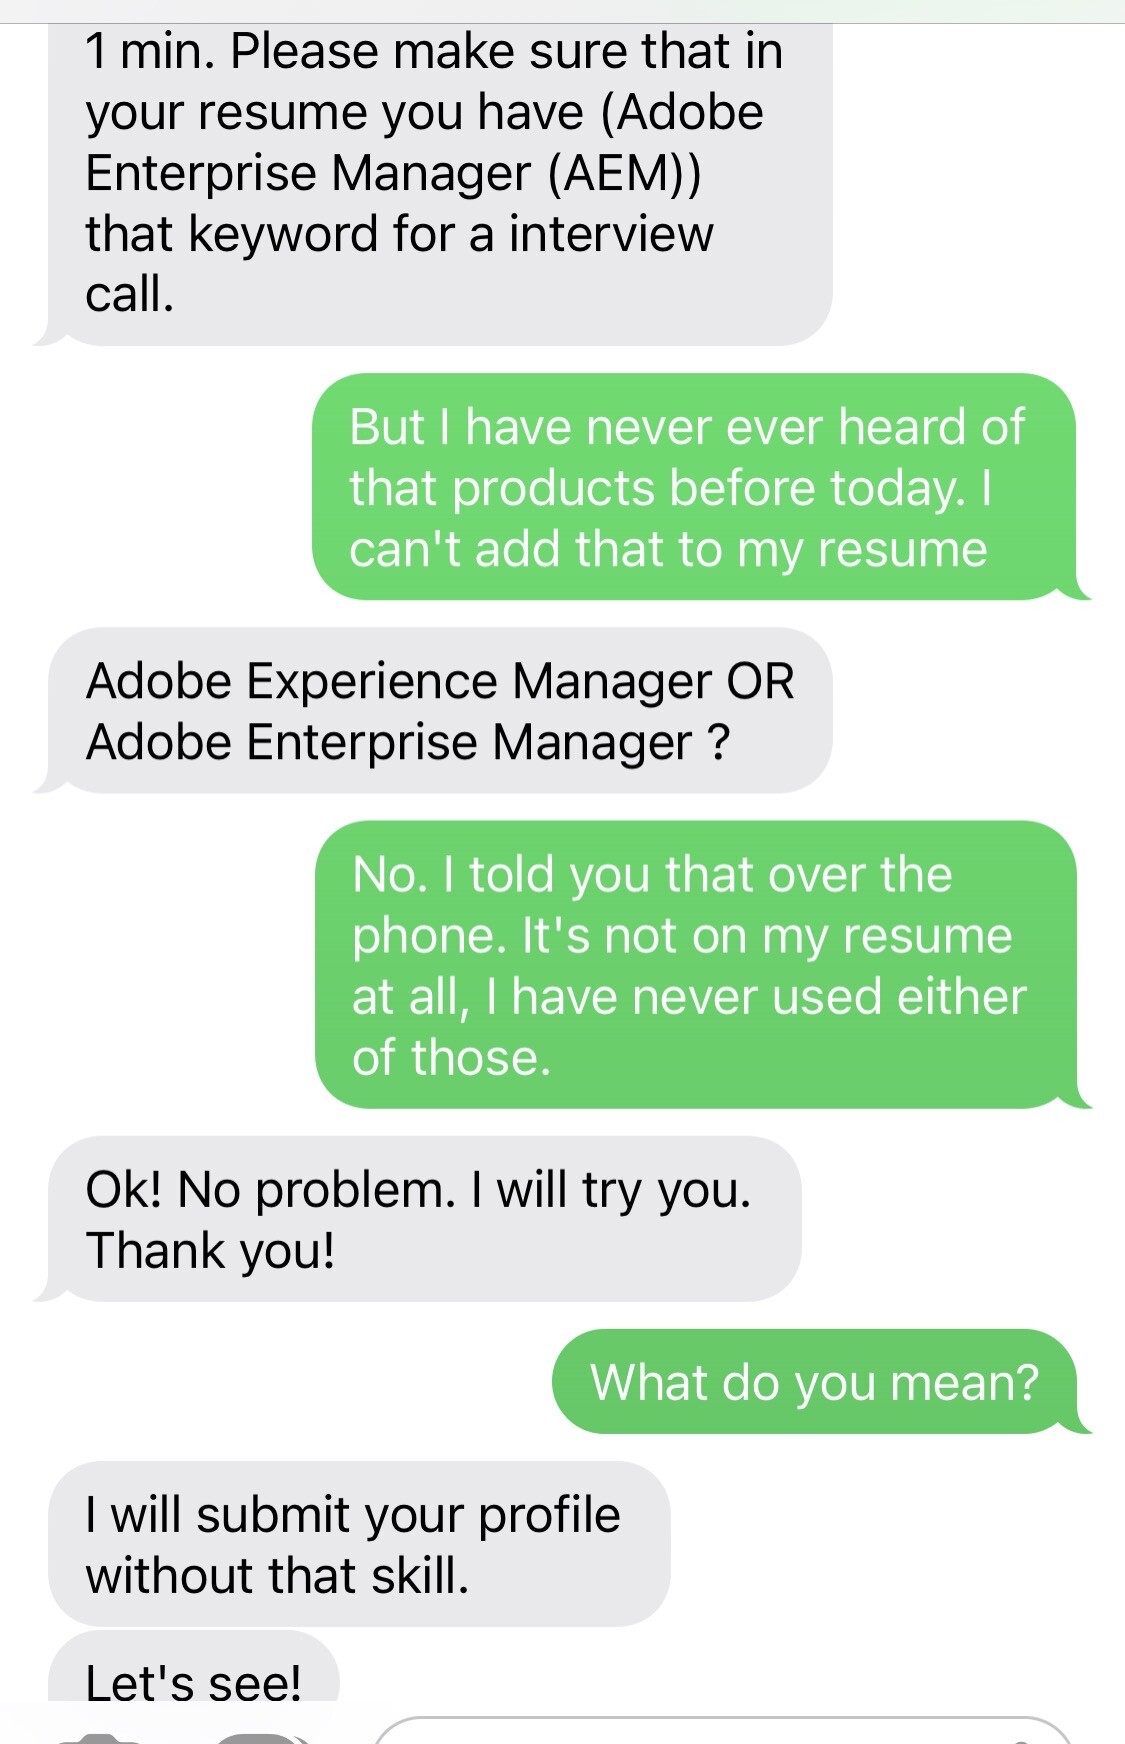 1 min. Please make sure that in
your resume you have (Adobe
Enterprise Manager (AEM))
that keyword for a interview
call.
But I have never ever heard of
that products before today. I
can't add that to my resume
Adobe Experience Manager OR
Adobe Enterprise Manager ?
No. I told you that over the
phone. It's not on my resume
at all, I have never used either
of those.
Ok! No problem. I will try you.
Thank you!
What do you mean?
I will submit your profile
without that skill.
Let's see!